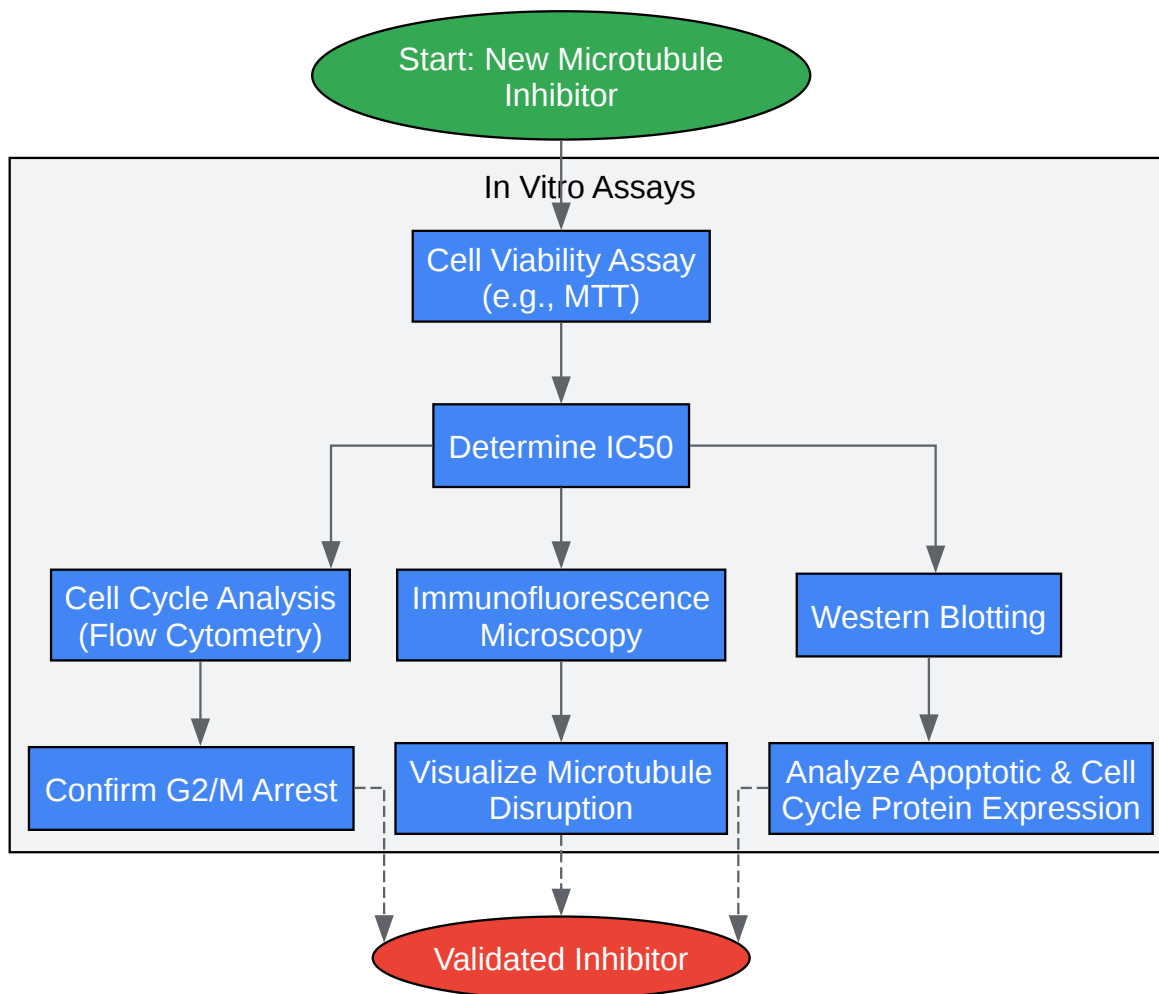 Start: New Microtubule
Inhibitor
In Vitro Assays
Cell Viability Assay
(e.g., MTT)
Determine IC50
Cell Cycle Analysis
(Flow Cytometry)
Immunofluorescence
Microscopy
Western Blotting
Confirm G2/M Arrest
Visualize Microtubule
Disruption
Analyze Apoptotic & Cell
Cycle Protein Expression
Validated Inhibitor